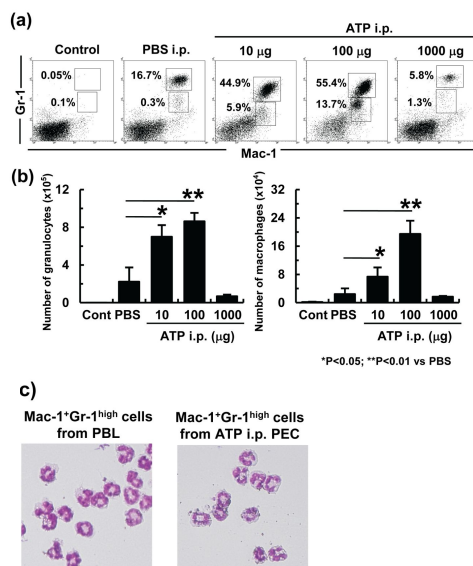 (a)
ATP i.p.
Control PBS i.p. 10 µg 100 µg 1000 µg
0.05% 16.7% 44.9% 55.4% 5.8%
0.1% 0.3% 5.9% 13.7% 1.3%
Gr-1
Mac-1
(b)
Number of granulocytes (x10⁵)
12
8
4
0
*
**
Cont PBS 10 100 1000
ATP i.p. (µg)
Number of macrophages (x10⁴)
32
24
16
8
0
*
**
Cont PBS 10 100 1000
ATP i.p. (µg)
*P<0.05; **P<0.01 vs PBS
c)
Mac-1⁺Gr-1ʰⁱᵍʰ cells
from PBL
Mac-1⁺Gr-1ʰⁱᵍʰ cells
from ATP i.p. PEC